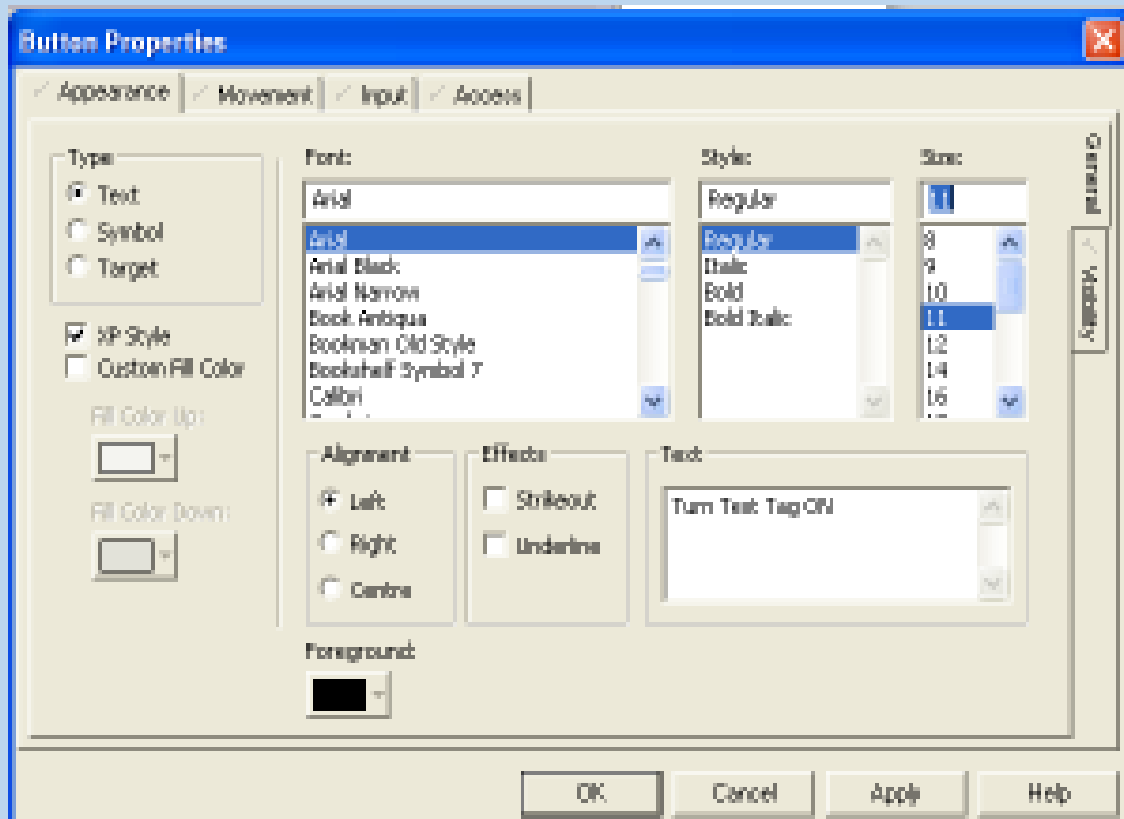 Button Properties
Appearance Movement Input Access
General
Visibility
Type
Text
Symbol
Target
XP Style
Custom Fill Color
Fill Color Up:
Fill Color Down:
Font:
Arial
Arial
Arial Black
Arial Narrow
Book Antiqua
Bookman Old Style
Bookshelf Symbol 7
Calibri
Style:
Regular
Regular
Italic
Bold
Bold Italic
Size:
11
8
9
10
11
12
14
16
Alignment
Left
Right
Centre
Effects
Strikeout
Underline
Text
Turn Test Tag ON
Foreground:
OK Cancel Apply Help